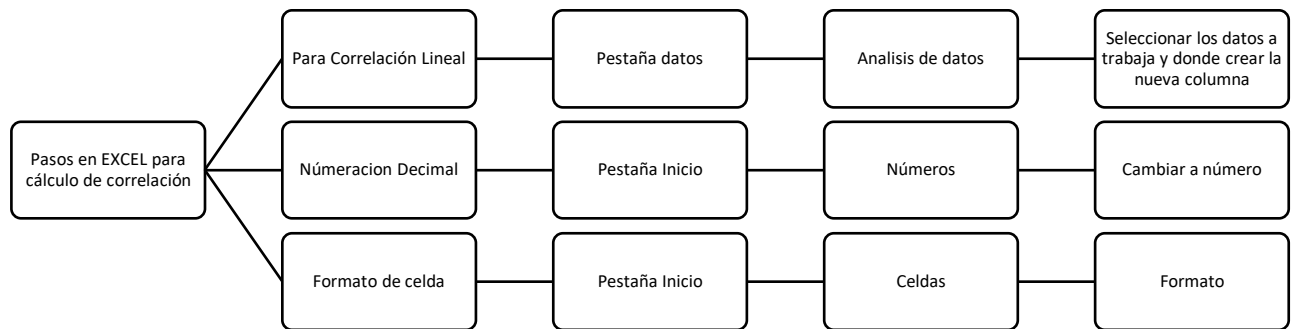 Pasos en EXCEL para
cálculo de correlación
Para Correlación Lineal
Pestaña datos
Analisis de datos
Seleccionar los datos a
trabaja y donde crear la
nueva columna
Númeracion Decimal
Pestaña Inicio
Números
Cambiar a número
Formato de celda
Pestaña Inicio
Celdas
Formato